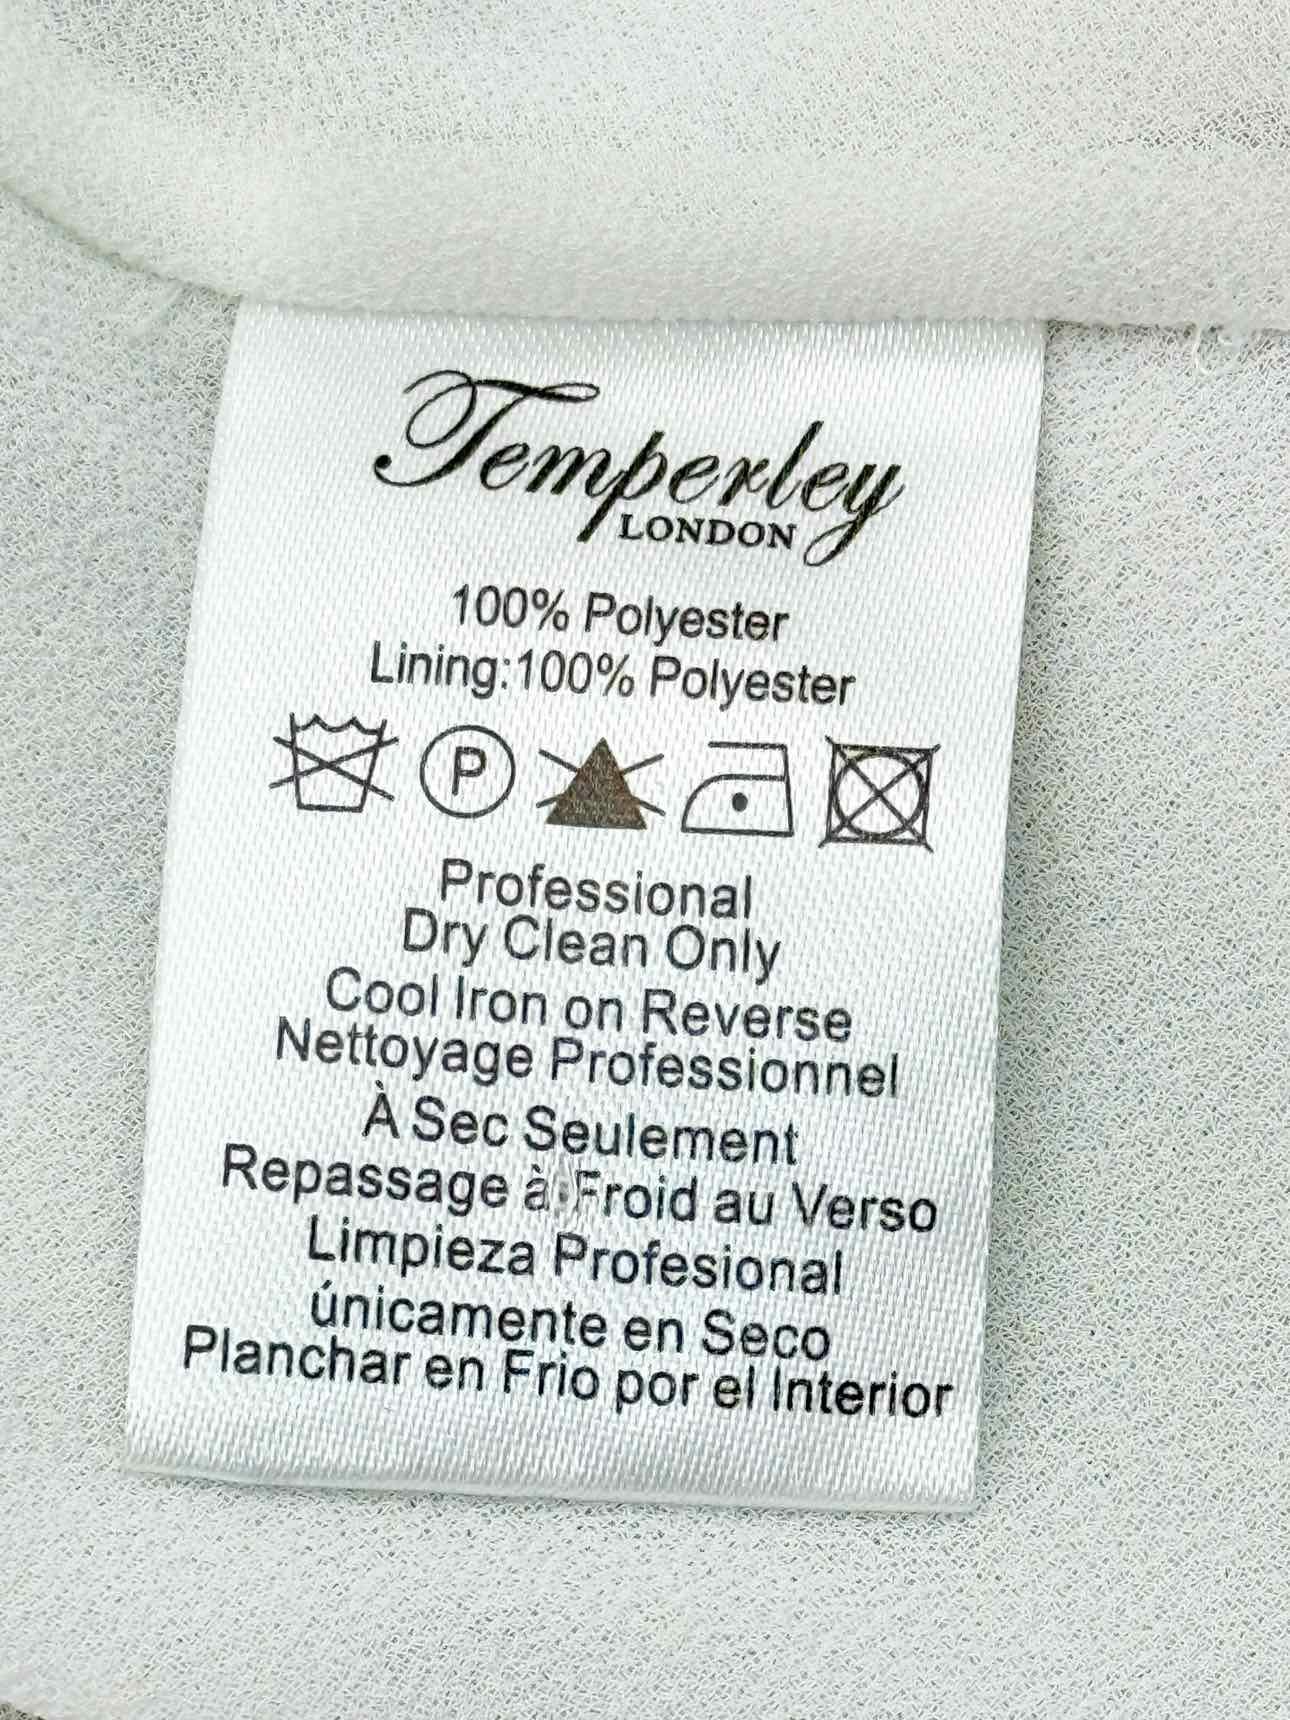 Temperley
LONDON
100% Polyester
Lining:100% Polyester
P
Professional
Dry Clean Only
Cool Iron on Reverse
Nettoyage Professionnel
À Sec Seulement
Repassage à Froid au Verso
Limpieza Profesional
únicamente en Seco
Planchar en Frio por el Interior